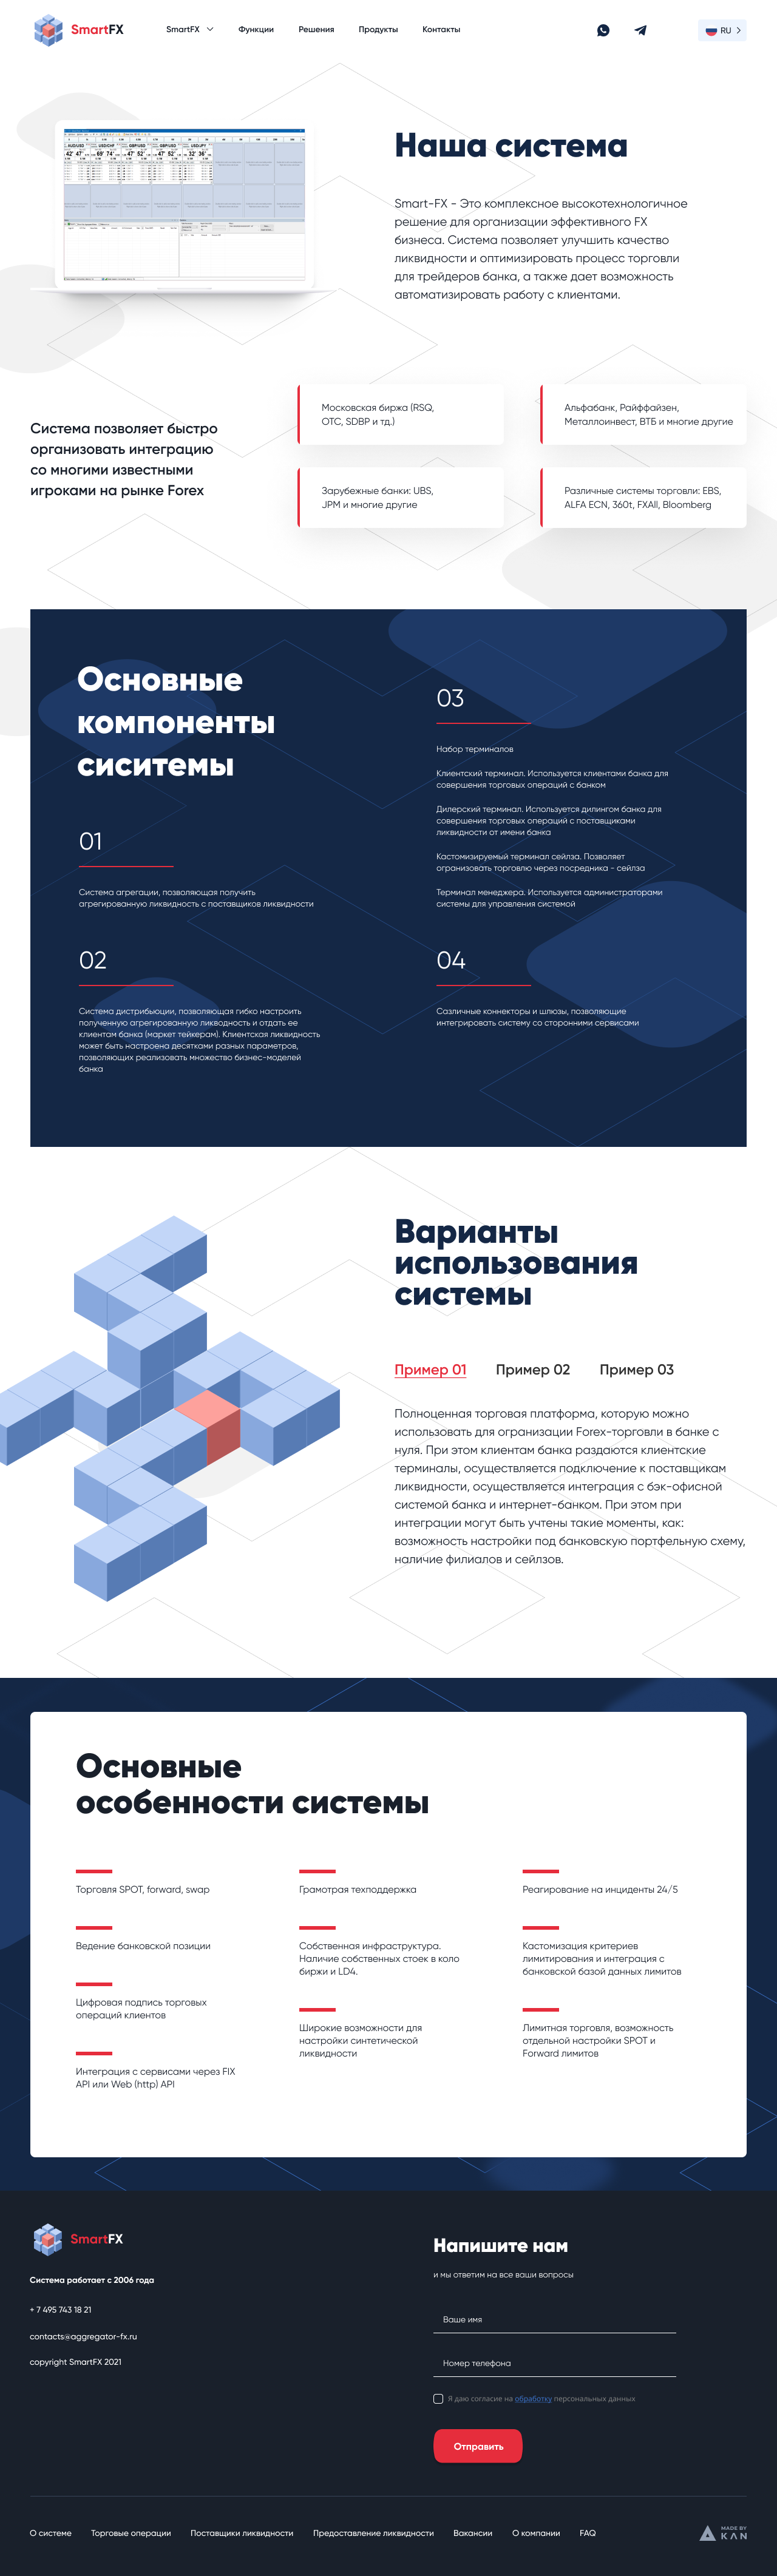 SmartFX
SmartFX
Функции
Решения
Продукты
Контакты
RU
AUD/USD
USD/CHF
GBP/USD
GBP/USD
USD/JPY
Наша система
Smart-FX - Это комплексное высокотехнологичное
решение для организации эффективного FX
бизнеса. Система позволяет улучшить качество
ликвидности и оптимизировать процесс торговли
для трейдеров банка, а также дает возможность
автоматизировать работу с клиентами.
Система позволяет быстро
организовать интеграцию
со многими известными
игроками на рынке Forex
Московская биржа (RSQ,
OTC, SDBP и тд.)
Альфабанк, Райффайзен,
Металлоинвест, ВТБ и многие другие
Зарубежные банки: UBS,
JPM и многие другие
Различные системы торговли: EBS,
ALFA ECN, 360t, FXAll, Bloomberg
Основные
компоненты
сиситемы
01
Система агрегации, позволяющая получить
агрегированную ликвидность с поставщиков ликвидности
02
Система дистрибьюции, позволяющая гибко настроить
полученную агрегированную ликводность и отдать ее
клиентам банка (маркет тейкерам). Клиентская ликвидность
может быть настроена десятками разных параметров,
позволяющих реализовать множество бизнес-моделей
банка
03
Набор терминалов
Клиентский терминал. Используется клиентами банка для
совершения торговых операций с банком
Дилерский терминал. Используется дилингом банка для
совершения торговых операций с поставщиками
ликвидности от имени банка
Кастомизируемый терминал сейлза. Позволяет
огранизовать торговлю через посредника - сейлза
Терминал менеджера. Используется администраторами
системы для управления системой
04
Сазличные коннекторы и шлюзы, позволяющие
интегрировать систему со сторонними сервисами
Варианты
использования
системы
Пример 01
Пример 02
Пример 03
Полноценная торговая платформа, которую можно
использовать для огранизации Forex-торговли в банке с
нуля. При этом клиентам банка раздаются клиентские
терминалы, осуществляется подключение к поставщикам
ликвидности, осуществляется интеграция с бэк-офисной
системой банка и интернет-банком. При этом при
интеграции могут быть учтены такие моменты, как:
возможность настройки под банковскую портфельную схему,
наличие филиалов и сейлзов.
Основные
особенности системы
Торговля SPOT, forward, swap
Ведение банковской позиции
Цифровая подпись торговых
операций клиентов
Интеграция с сервисами через FIX
API или Web (http) API
Грамотрая техподдержка
Собственная инфраструктура.
Наличие собственных стоек в коло
биржи и LD4.
Широкие возможности для
настройки синтетической
ликвидности
Реагирование на инциденты 24/5
Кастомизация критериев
лимитирования и интеграция с
банковской базой данных лимитов
Лимитная торговля, возможность
отдельной настройки SPOT и
Forward лимитов
SmartFX
Система работает с 2006 года
+ 7 495 743 18 21
contacts@aggregator-fx.ru
copyright SmartFX 2021
Напишите нам
и мы ответим на все ваши вопросы
Ваше имя
Номер телефона
Я даю согласие на обработку персональных данных
Отправить
О системе
Торговые операции
Поставщики ликвидности
Предоставление ликвидности
Вакансии
О компании
FAQ
MADE BY
KAN